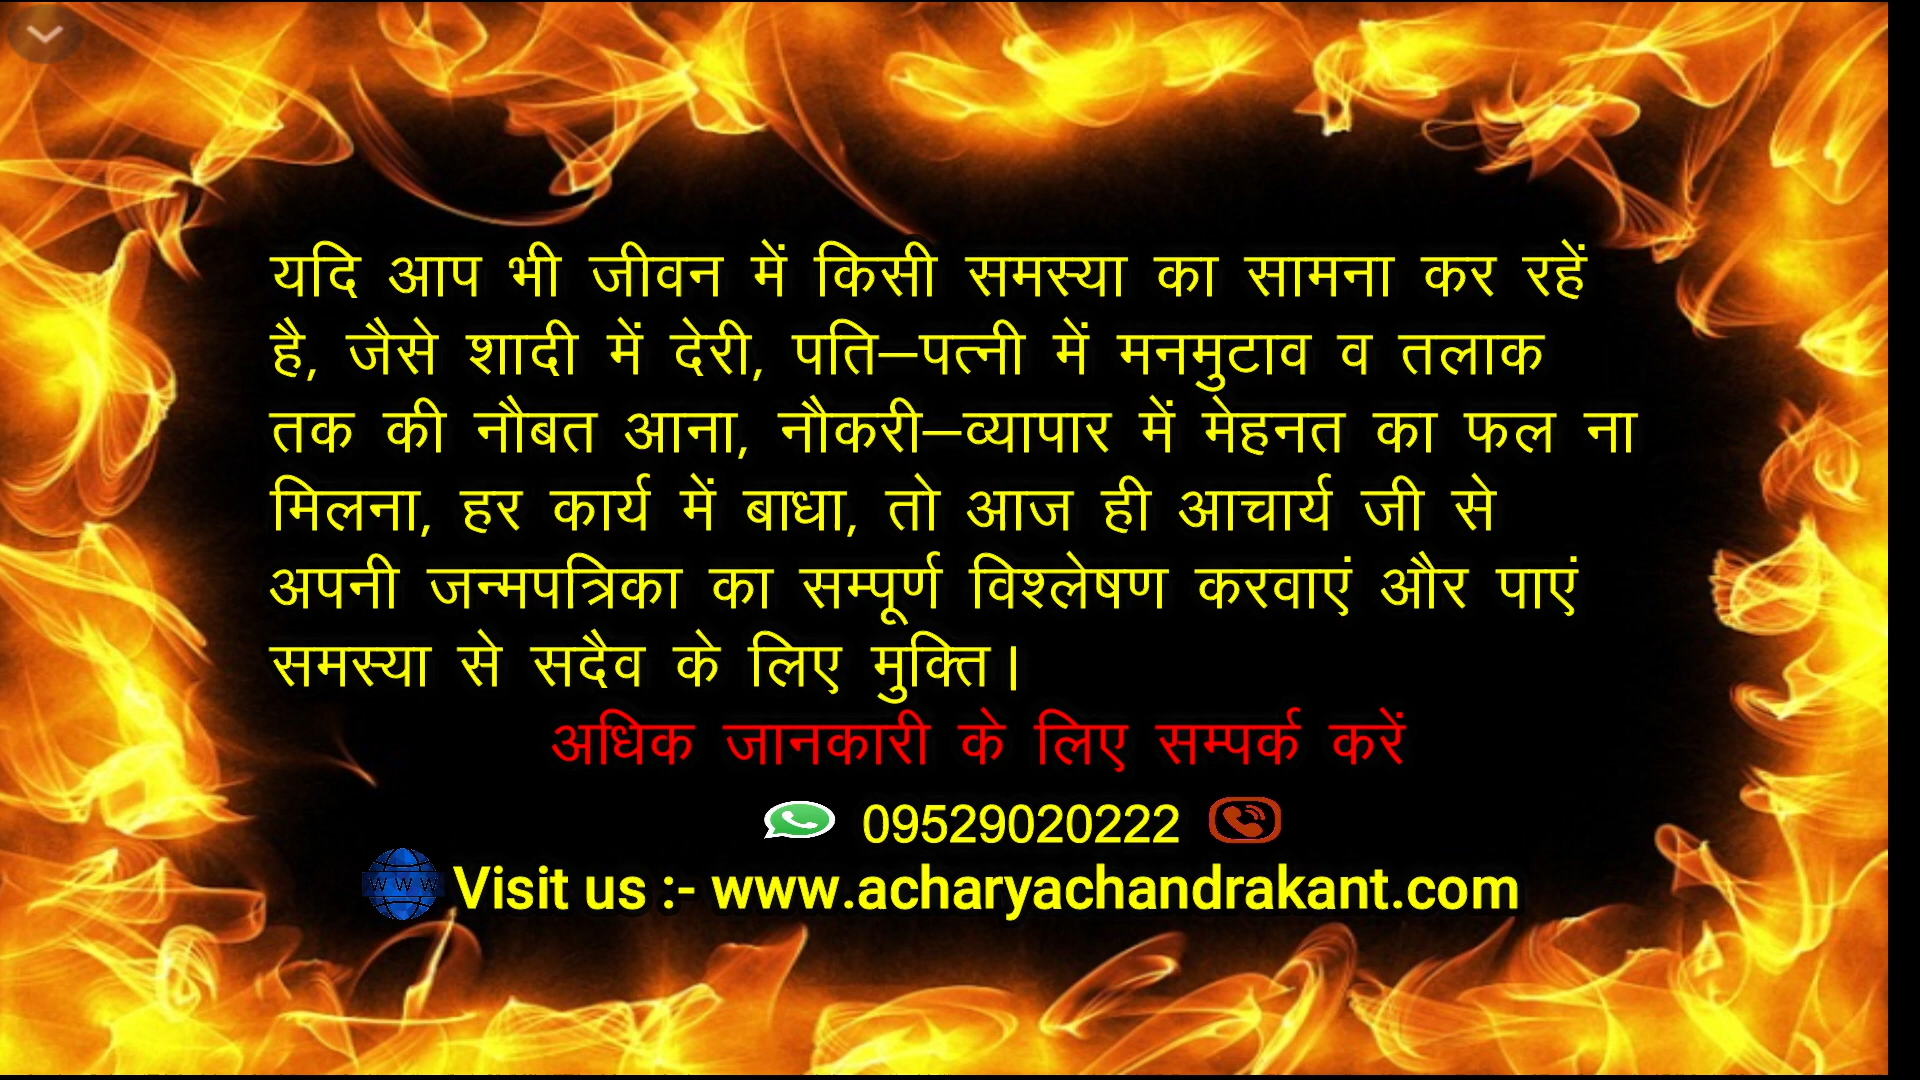 यदि आप भी जीवन में किसी समस्या का सामना कर रहें
है, जैसे शादी में देरी, पति–पत्नी में मनमुटाव व तलाक
तक की नौबत आना, नौकरी–व्यापार में मेहनत का फल ना
मिलना, हर कार्य में बाधा, तो आज ही आचार्य जी से
अपनी जन्मपत्रिका का सम्पूर्ण विश्लेषण करवाएं और पाएं
समस्या से सदैव के लिए मुक्ति।
अधिक जानकारी के लिए सम्पर्क करें
09529020222
WWW Visit us :- www.acharyachandrakant.com